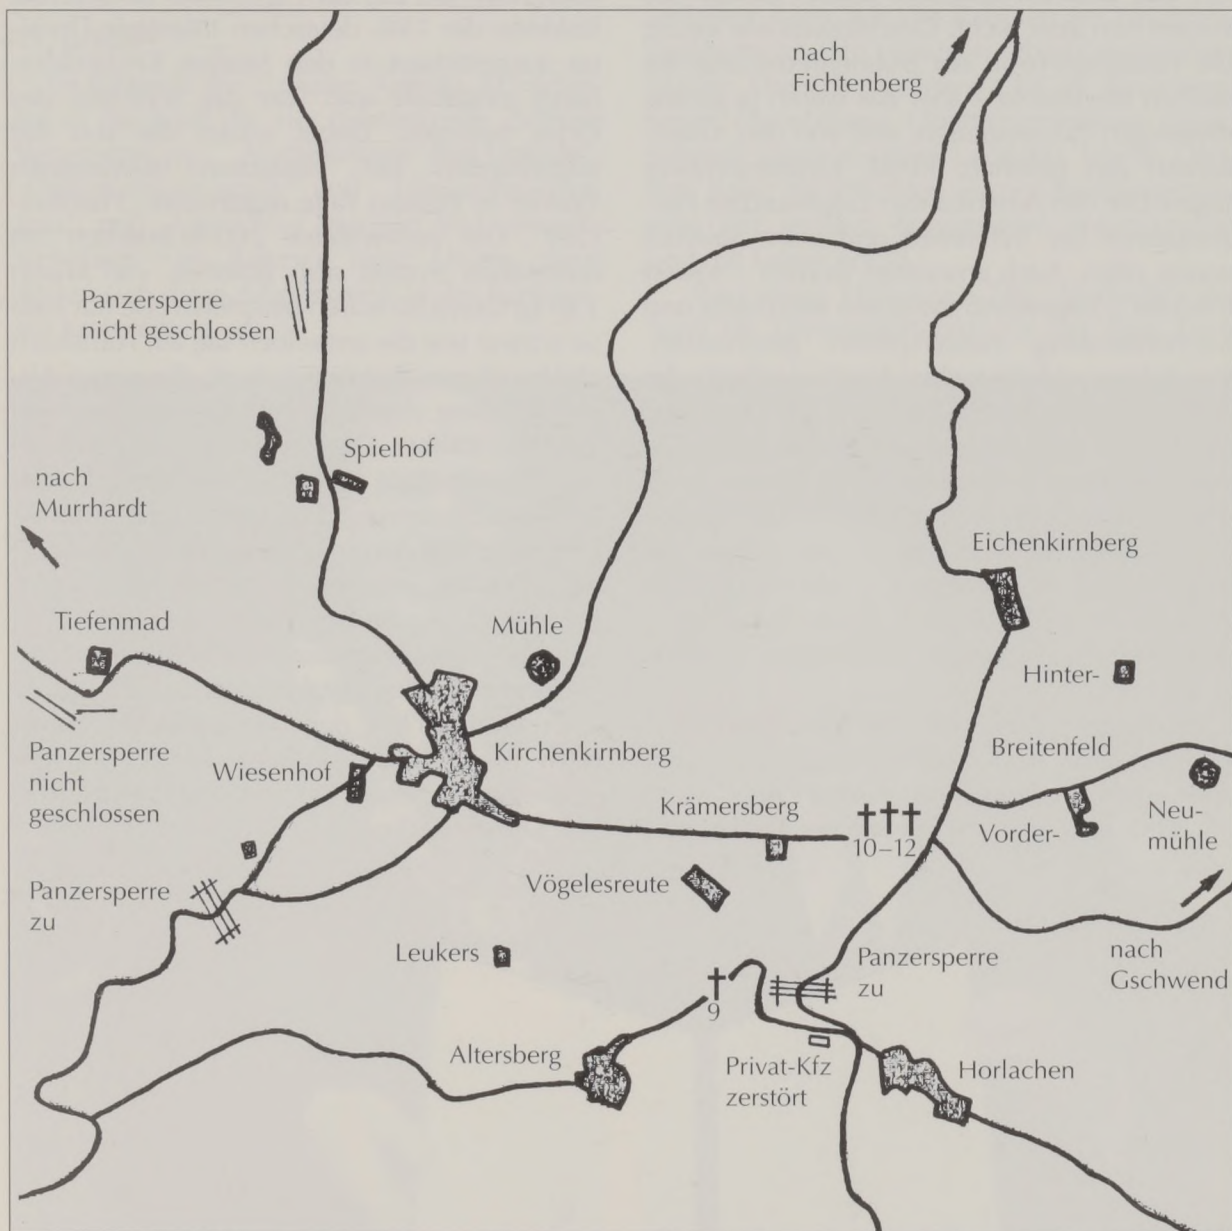 nach
Fichtenberg
Panzersperre
nicht geschlossen
Spielhof
nach
Murrhardt
Eichenkirnberg
Tiefenmad
Mühle
Hinter-
Panzersperre
nicht
geschlossen
Wiesenhof
Kirchenkirnberg
Breitenfeld
Krämersberg
10–12
Vorder-
Neu-
mühle
Panzersperre
zu
Vögelesreute
Leukers
9
Panzersperre
zu
nach
Gschwend
Altersberg
Privat-Kfz
zerstört
Horlachen